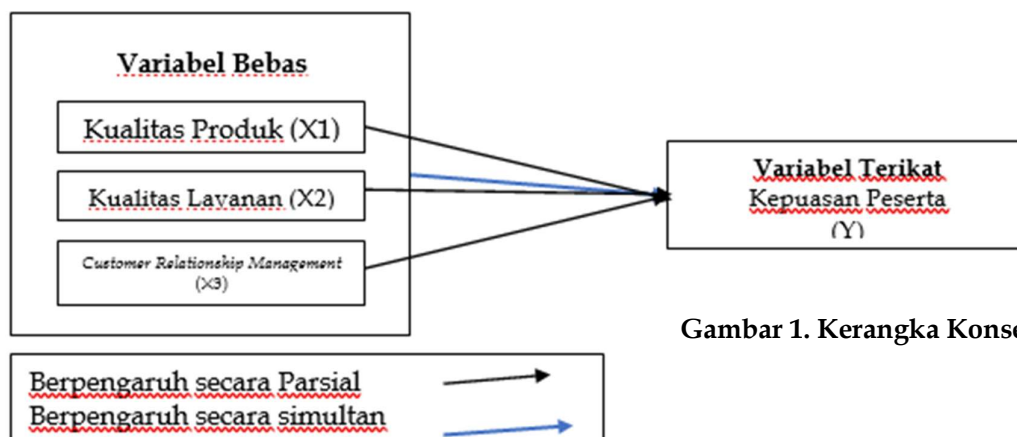 Variabel Bebas
Kualitas Produk (X1)
Kualitas Layanan (X2)
Customer Relationship Management
(X3)
Variabel Terikat
Kepuasan Peserta
(Y)
Gambar 1. Kerangka Konse
Berpengaruh secara Parsial
Berpengaruh secara simultan